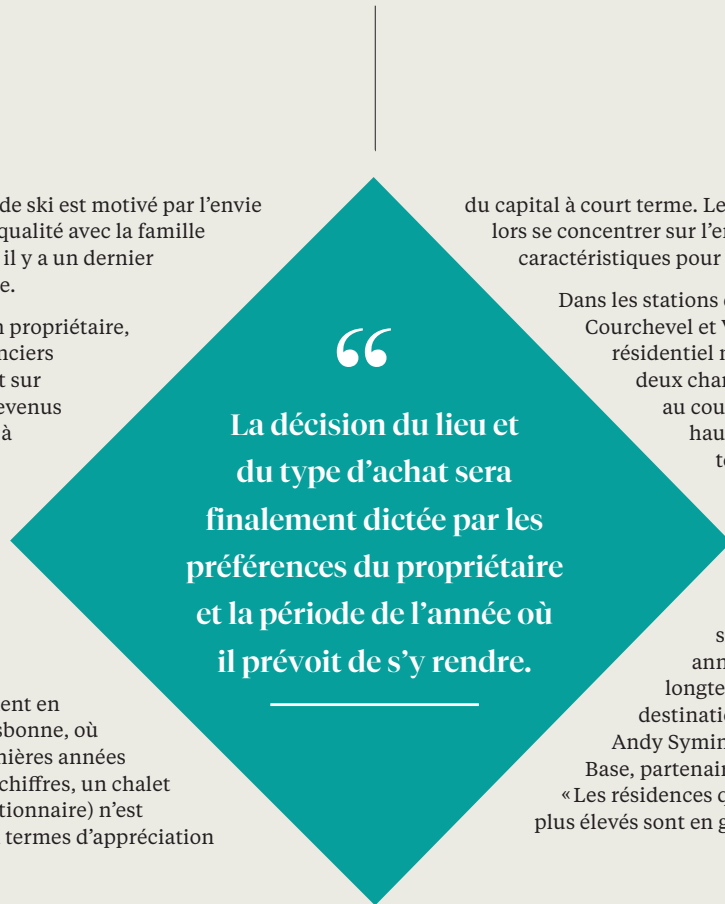 de ski est motivé par l’envie
qualité avec la famille
il y a un dernier
e.
propriétaire,
nciers
t sur
evenus
à
ent en
sbonne, où
nières années
chiffres, un chalet
tionnaire) n’est
termes d’appréciation
“
La décision du lieu et
du type d’achat sera
finalement dictée par les
préférences du propriétaire
et la période de l’année où
il prévoit de s’y rendre.
du capital à court terme. Le
lors se concentrer sur l’e
caractéristiques pour
Dans les stations
Courchevel et V
résidentiel
deux cha
au cou
hau
t
s
ann
longte
destinati
Andy Symin
Base, partenai
«Les résidences q
plus élevés sont en g